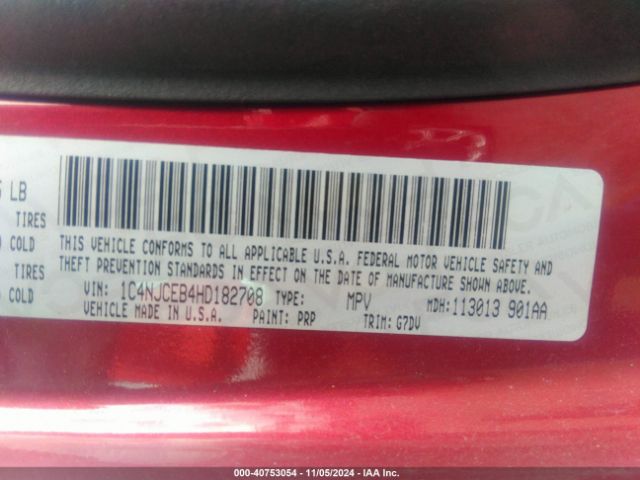 LB
TIRES
COLD
TIRES
COLD
THIS VEHICLE CONFORMS TO ALL APPLICABLE U.S.A. FEDERAL MOTOR VEHICLE SAFETY AND
THEFT PREVENTION STANDARDS IN EFFECT ON THE DATE OF MANUFACTURE SHOWN ABOVE.
VIN: 1C4NJCEB4HD182708 TYPE: MPV MDH:113013 901AA
VEHICLE MADE IN U.S.A. PAINT: PRP TRIM: G7DV
000-40753054 - 11/05/2024 - IAA Inc.